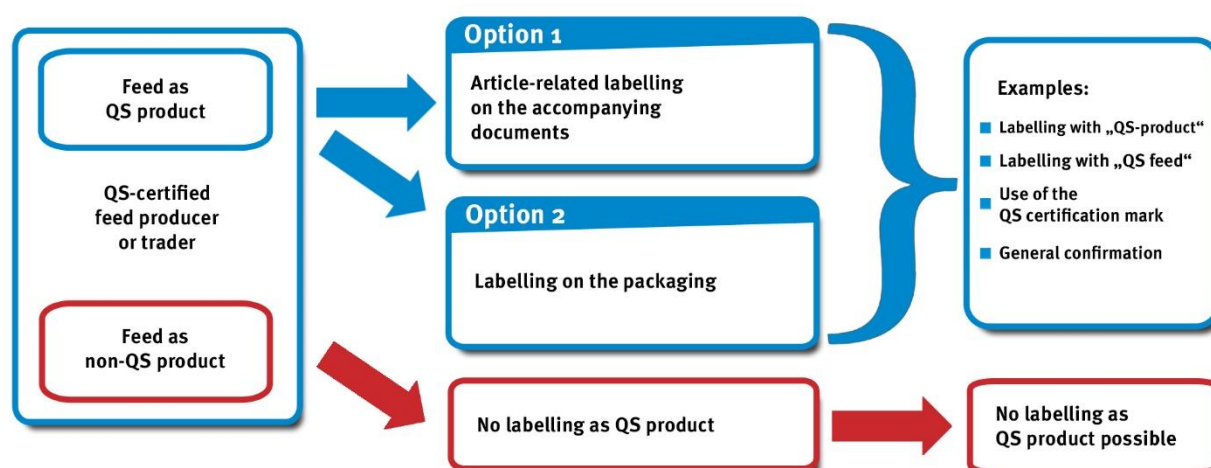 Feed as
QS product
QS-certified
feed producer
or trader
Feed as
non-QS product
Option 1
Article-related labelling
on the accompanying
documents
Option 2
Labelling on the packaging
No labelling as QS product
Examples:
Labelling with „QS-product“
Labelling with „QS feed“
Use of the
QS certification mark
General confirmation
No labelling as
QS product possible